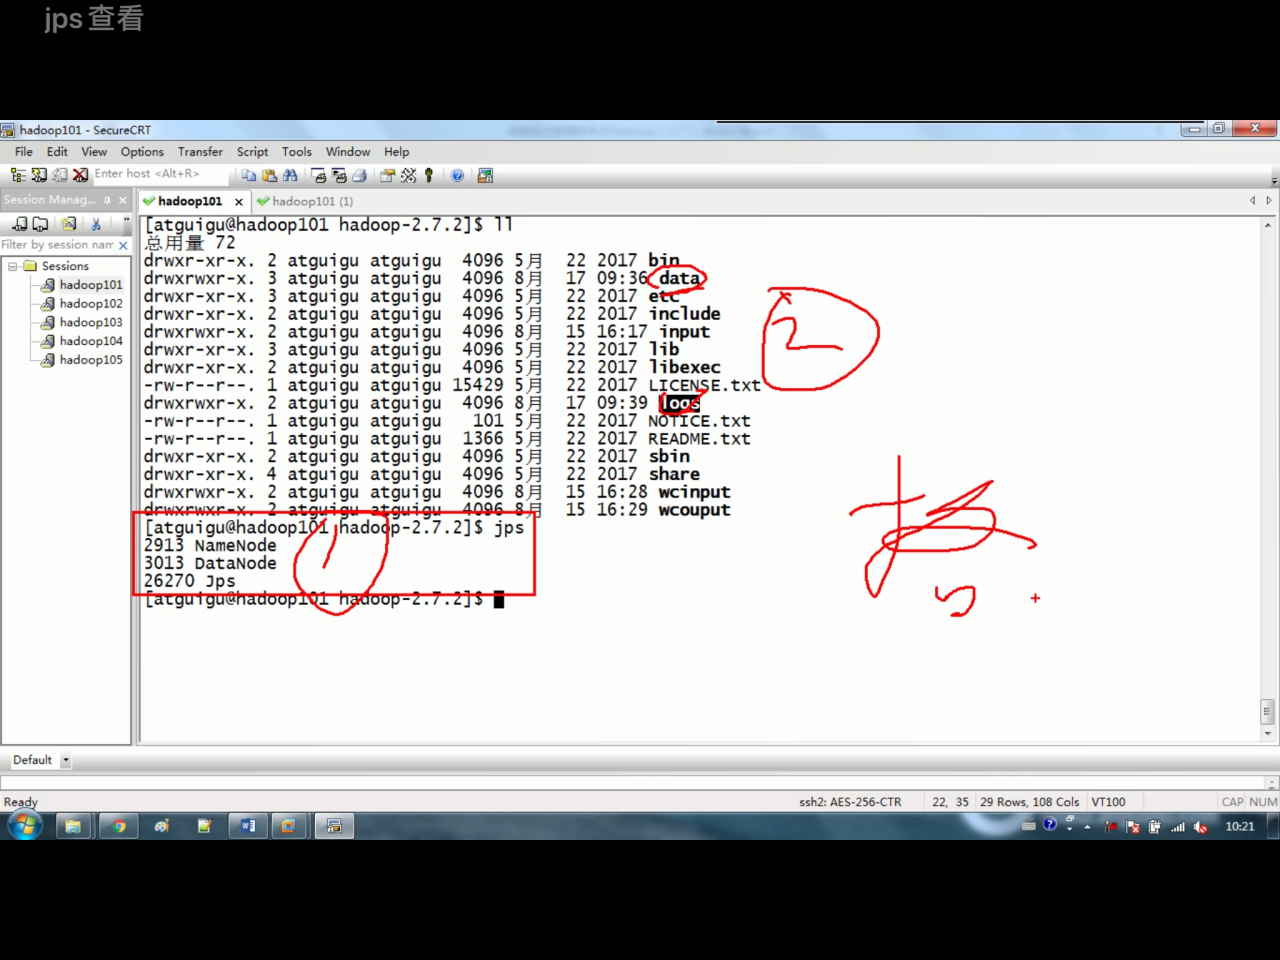 jps查看
hadoop101 - SecureCRT
File Edit View Options Transfer Script Tools Window Help
Enter host <Alt+R>
Session Manag...
hadoop101
hadoop101 (1)
Filter by session nam
Sessions
hadoop101
hadoop102
hadoop103
hadoop104
hadoop105
[atguigu@hadoop101 hadoop-2.7.2]$ ll
总用量 72
drwxr-xr-x. 2 atguigu atguigu 4096 5月 22 2017 bin
drwxrwxr-x. 3 atguigu atguigu 4096 8月 17 09:36 data
drwxr-xr-x. 3 atguigu atguigu 4096 5月 22 2017 etc
drwxr-xr-x. 2 atguigu atguigu 4096 5月 22 2017 include
drwxrwxr-x. 2 atguigu atguigu 4096 8月 15 16:17 input
drwxr-xr-x. 3 atguigu atguigu 4096 5月 22 2017 lib
drwxr-xr-x. 2 atguigu atguigu 4096 5月 22 2017 libexec
-rw-r--r--. 1 atguigu atguigu 15429 5月 22 2017 LICENSE.txt
drwxrwxr-x. 2 atguigu atguigu 4096 8月 17 09:39 logs
-rw-r--r--. 1 atguigu atguigu 101 5月 22 2017 NOTICE.txt
-rw-r--r--. 1 atguigu atguigu 1366 5月 22 2017 README.txt
drwxr-xr-x. 2 atguigu atguigu 4096 5月 22 2017 sbin
drwxr-xr-x. 4 atguigu atguigu 4096 5月 22 2017 share
drwxrwxr-x. 2 atguigu atguigu 4096 8月 15 16:28 wcinput
drwxrwxr-x. 2 atguigu atguigu 4096 8月 15 16:29 wcouput
[atguigu@hadoop101 hadoop-2.7.2]$ jps
2913 NameNode
3013 DataNode
26270 Jps
[atguigu@hadoop101 hadoop-2.7.2]$
1
2
Default
Ready
ssh2: AES-256-CTR 22, 35 29 Rows, 108 Cols VT100 CAP NUM
10:21